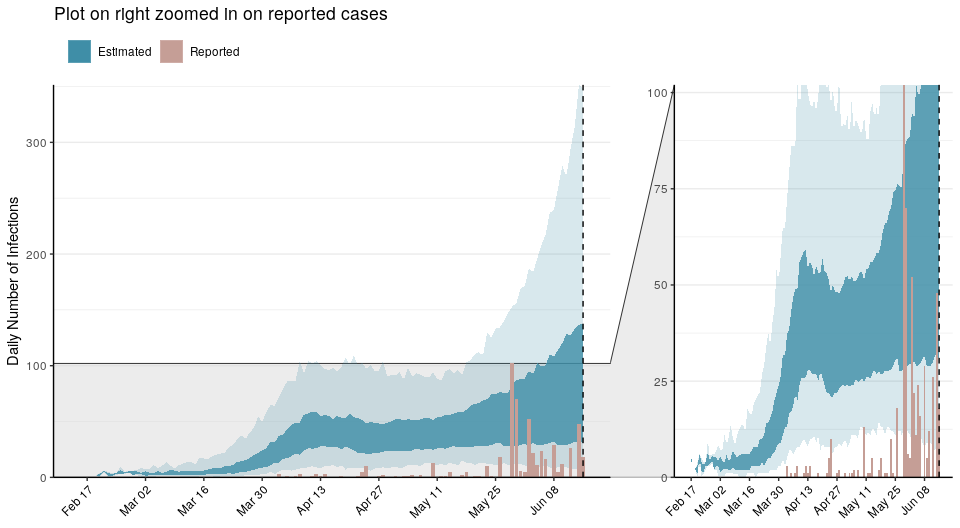 Plot on right zoomed in on reported cases
Estimated Reported
Daily Number of Infections
300
200
100
0
Feb 17 Mar 02 Mar 16 Mar 30 Apr 13 Apr 27 May 11 May 25 Jun 08
100
75
50
25
0
Feb 17 Mar 02 Mar 16 Mar 30 Apr 13 Apr 27 May 11 May 25 Jun 08